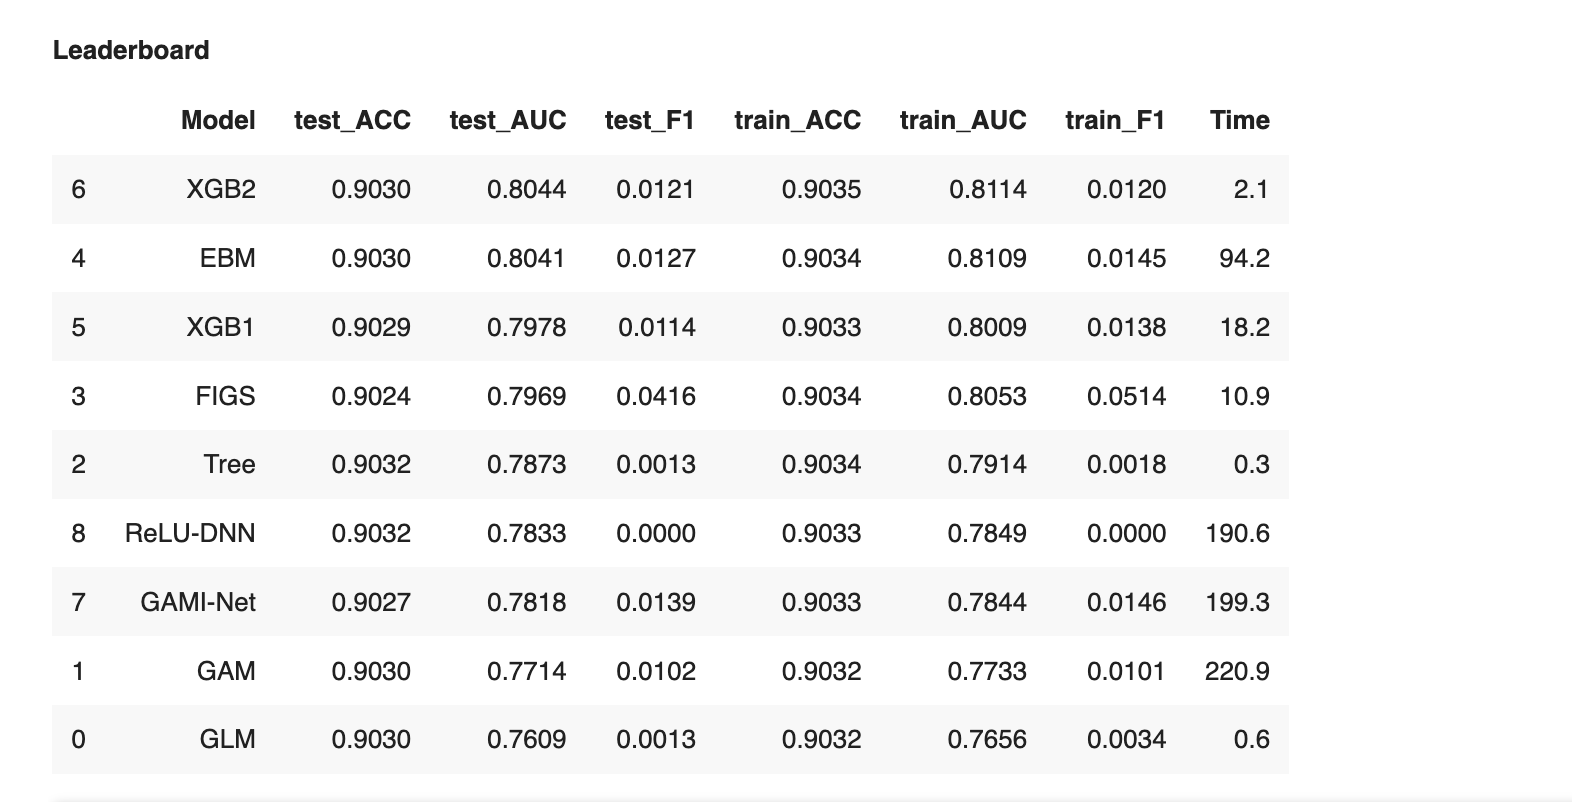 Leaderboard
Model test_ACC test_AUC test_F1 train_ACC train_AUC train_F1 Time
6 XGB2 0.9030 0.8044 0.0121 0.9035 0.8114 0.0120 2.1
4 EBM 0.9030 0.8041 0.0127 0.9034 0.8109 0.0145 94.2
5 XGB1 0.9029 0.7978 0.0114 0.9033 0.8009 0.0138 18.2
3 FIGS 0.9024 0.7969 0.0416 0.9034 0.8053 0.0514 10.9
2 Tree 0.9032 0.7873 0.0013 0.9034 0.7914 0.0018 0.3
8 ReLU-DNN 0.9032 0.7833 0.0000 0.9033 0.7849 0.0000 190.6
7 GAMI-Net 0.9027 0.7818 0.0139 0.9033 0.7844 0.0146 199.3
1 GAM 0.9030 0.7714 0.0102 0.9032 0.7733 0.0101 220.9
0 GLM 0.9030 0.7609 0.0013 0.9032 0.7656 0.0034 0.6